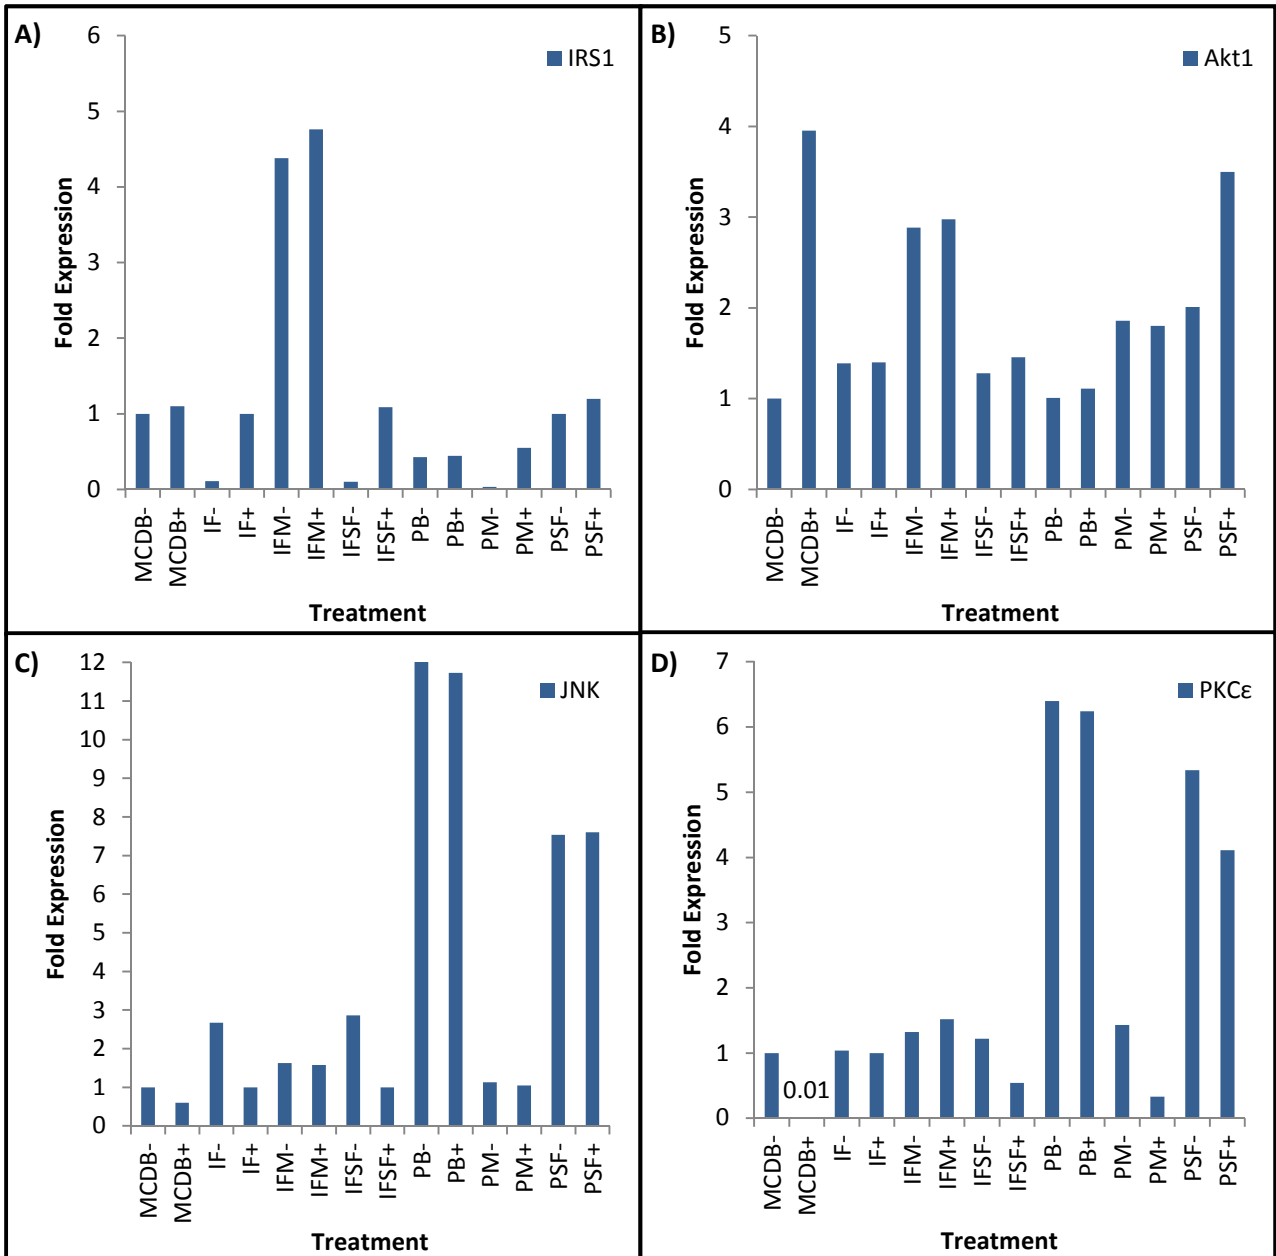 A)
IRS1
Fold Expression
6
5
4
3
2
1
0
MCDB-
MCDB+
IF-
IF+
IFM-
IFM+
IFSF-
IFSF+
PB-
PB+
PM-
PM+
PSF-
PSF+
Treatment
B)
Akt1
Fold Expression
5
4
3
2
1
0
MCDB-
MCDB+
IF-
IF+
IFM-
IFM+
IFSF-
IFSF+
PB-
PB+
PM-
PM+
PSF-
PSF+
Treatment
C)
JNK
Fold Expression
12
11
10
9
8
7
6
5
4
3
2
1
0
MCDB-
MCDB+
IF-
IF+
IFM-
IFM+
IFSF-
IFSF+
PB-
PB+
PM-
PM+
PSF-
PSF+
Treatment
D)
PKCε
Fold Expression
7
6
5
4
3
2
1
0
0.01
MCDB-
MCDB+
IF-
IF+
IFM-
IFM+
IFSF-
IFSF+
PB-
PB+
PM-
PM+
PSF-
PSF+
Treatment